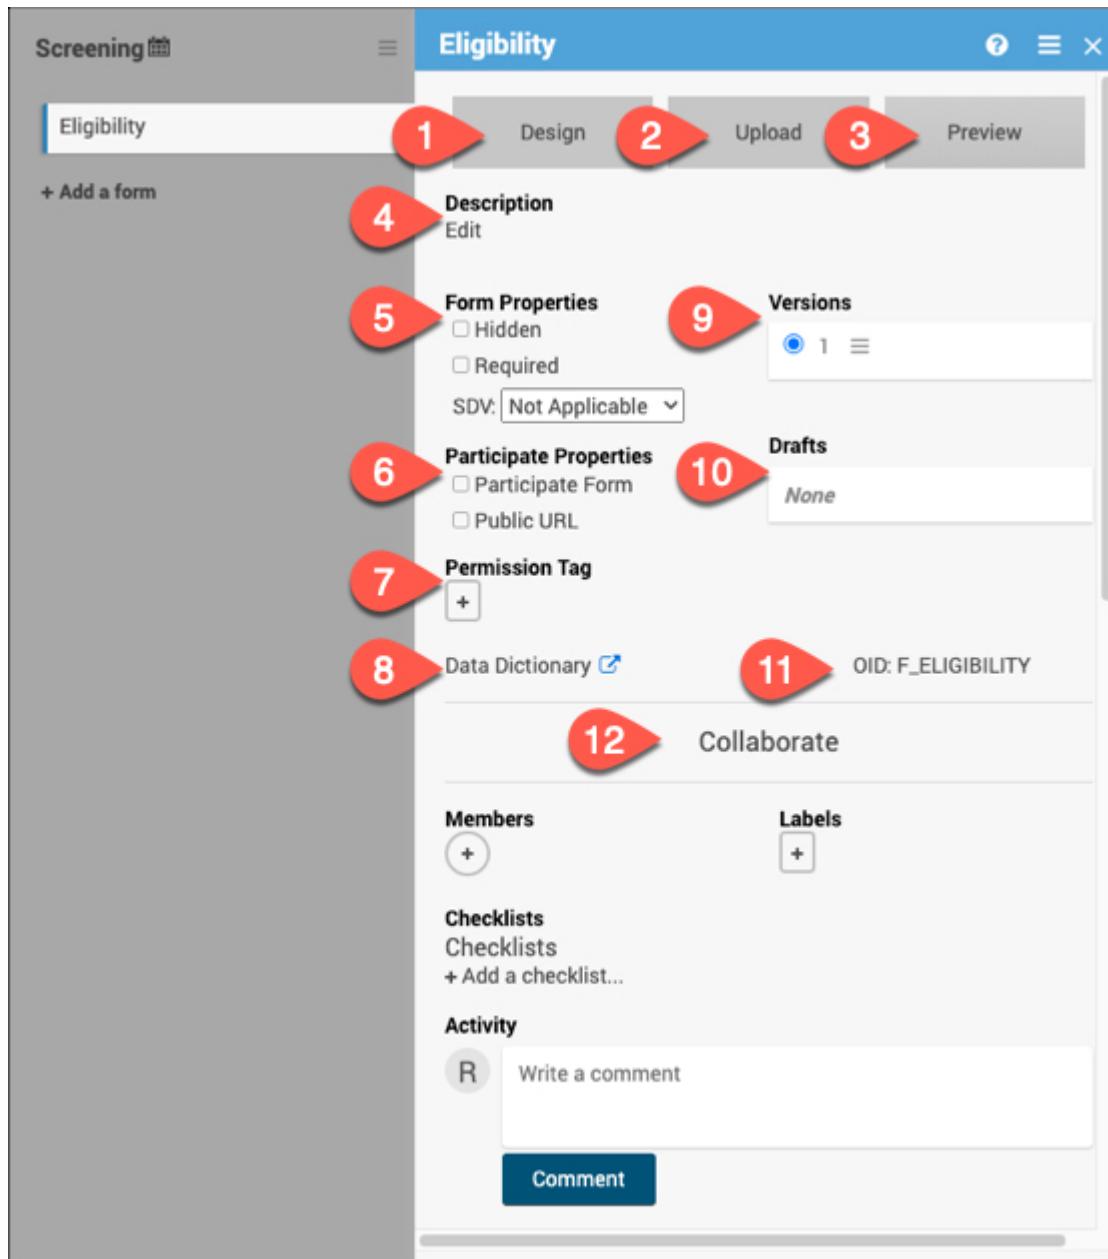 Screening
Eligibility
+ Add a form
Eligibility
1 Design 2 Upload 3 Preview
4 Description
Edit
5 Form Properties
Hidden
Required
SDV: Not Applicable
9 Versions
1
6 Participate Properties
Participate Form
Public URL
10 Drafts
None
7 Permission Tag
+
8 Data Dictionary
11 OID: F_ELIGIBILITY
12 Collaborate
Members
+
Labels
+
Checklists
Checklists
+ Add a checklist...
Activity
R Write a comment
Comment